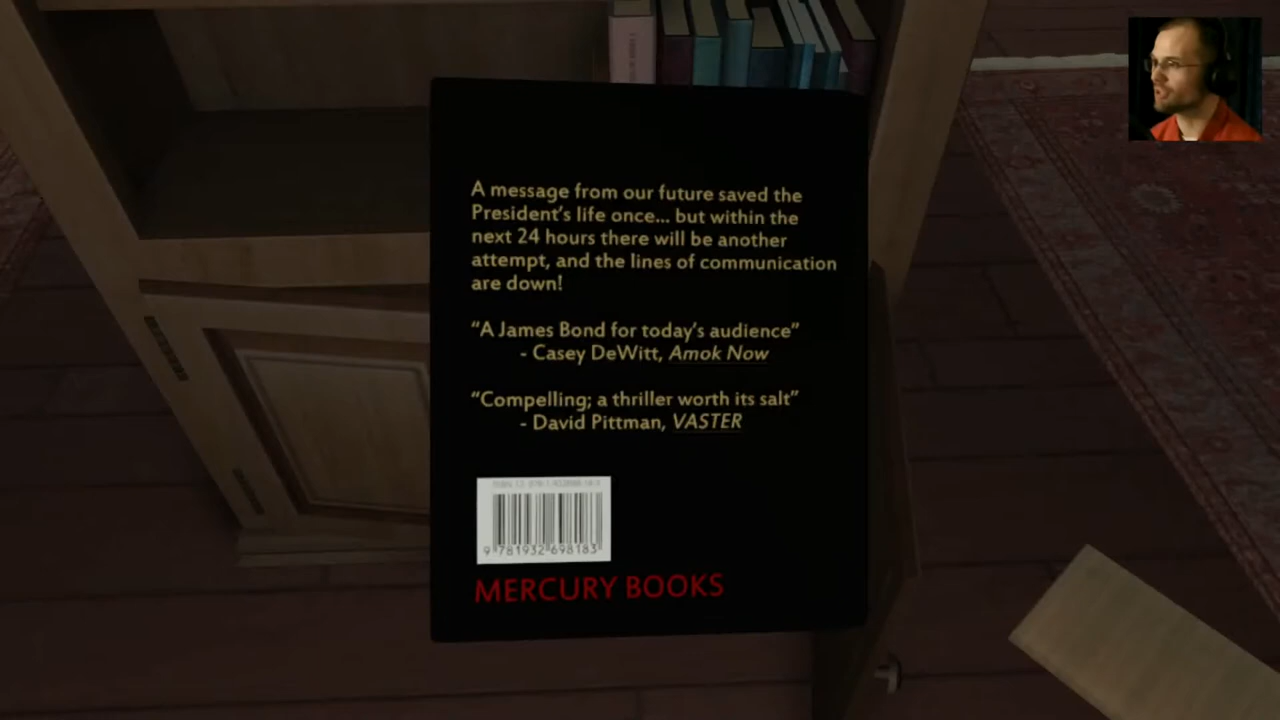 A message from our future saved the
President's life once... but within the
next 24 hours there will be another
attempt, and the lines of communication
are down!
"A James Bond for today's audience"
- Casey DeWitt, Amok Now
"Compelling; a thriller worth its salt"
- David Pittman, VASTER
9 781932 698183
MERCURY BOOKS